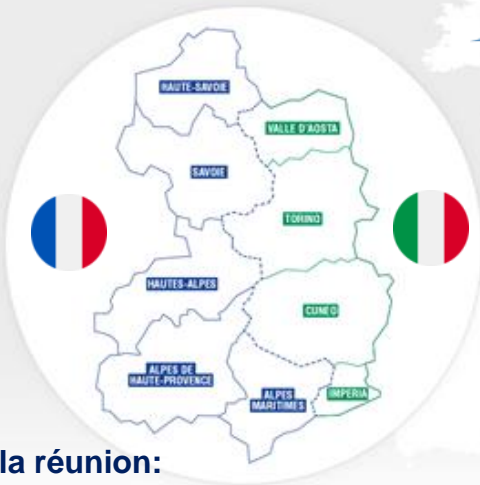 HAUTE-SAVOIE
VALLE D'AOSTA
SAVOIE
TORINO
HAUTES-ALPES
CUNEO
ALPES DE
HAUTE-PROVENCE
ALPES
MARITIMES
IMPERIA
la réunion: